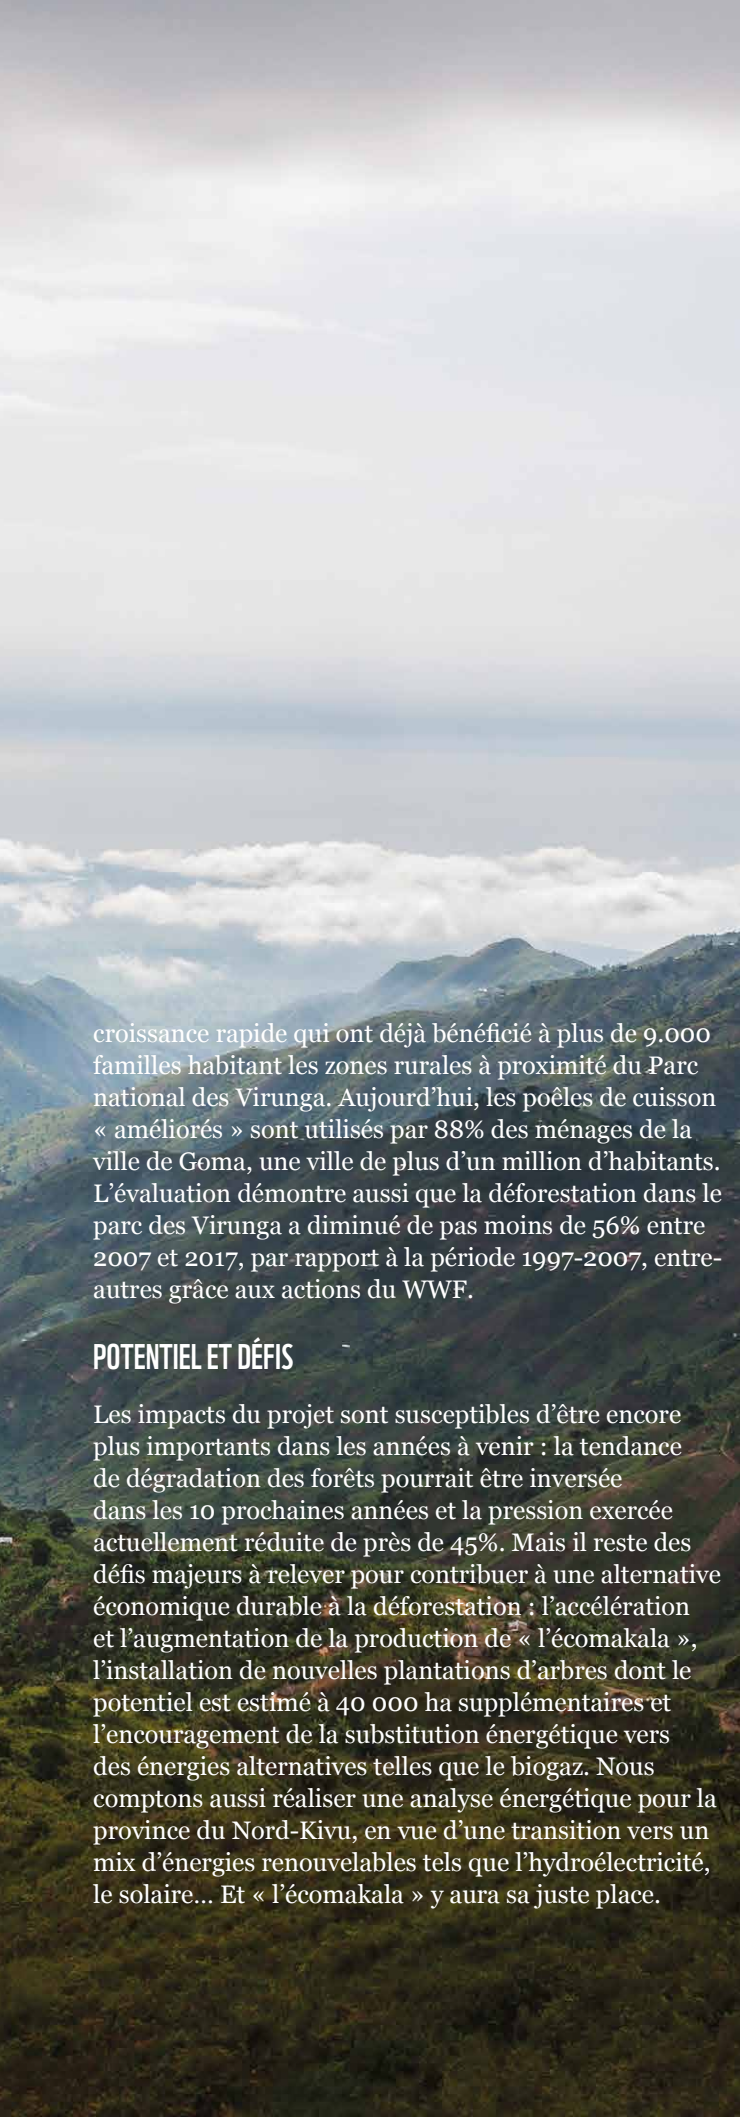 croissance rapide qui ont déjà bénéficié à plus de 9.000
familles habitant les zones rurales à proximité du Parc
national des Virunga. Aujourd’hui, les poêles de cuisson
« améliorés » sont utilisés par 88% des ménages de la
ville de Goma, une ville de plus d’un million d’habitants.
L’évaluation démontre aussi que la déforestation dans le
parc des Virunga a diminué de pas moins de 56% entre
2007 et 2017, par rapport à la période 1997-2007, entre-
autres grâce aux actions du WWF.
POTENTIEL ET DÉFIS
Les impacts du projet sont susceptibles d’être encore
plus importants dans les années à venir : la tendance
de dégradation des forêts pourrait être inversée
dans les 10 prochaines années et la pression exercée
actuellement réduite de près de 45%. Mais il reste des
défis majeurs à relever pour contribuer à une alternative
économique durable à la déforestation : l’accélération
et l’augmentation de la production de « l’écomakala »,
l’installation de nouvelles plantations d’arbres dont le
potentiel est estimé à 40 000 ha supplémentaires et
l’encouragement de la substitution énergétique vers
des énergies alternatives telles que le biogaz. Nous
comptons aussi réaliser une analyse énergétique pour la
province du Nord-Kivu, en vue d’une transition vers un
mix d’énergies renouvelables tels que l’hydroélectricité,
le solaire... Et « l’écomakala » y aura sa juste place.